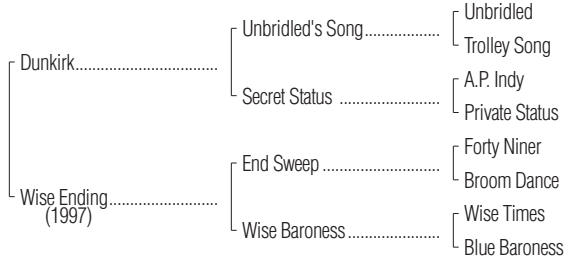 Unbridled
Unbridled's Song..................
Trolley Song
Dunkirk..................................
A.P. Indy
Secret Status ........................
Private Status
Forty Niner
End Sweep ............................
Broom Dance
Wise Ending..........................
(1997)
Wise Times
Wise Baroness......................
Blue Baroness